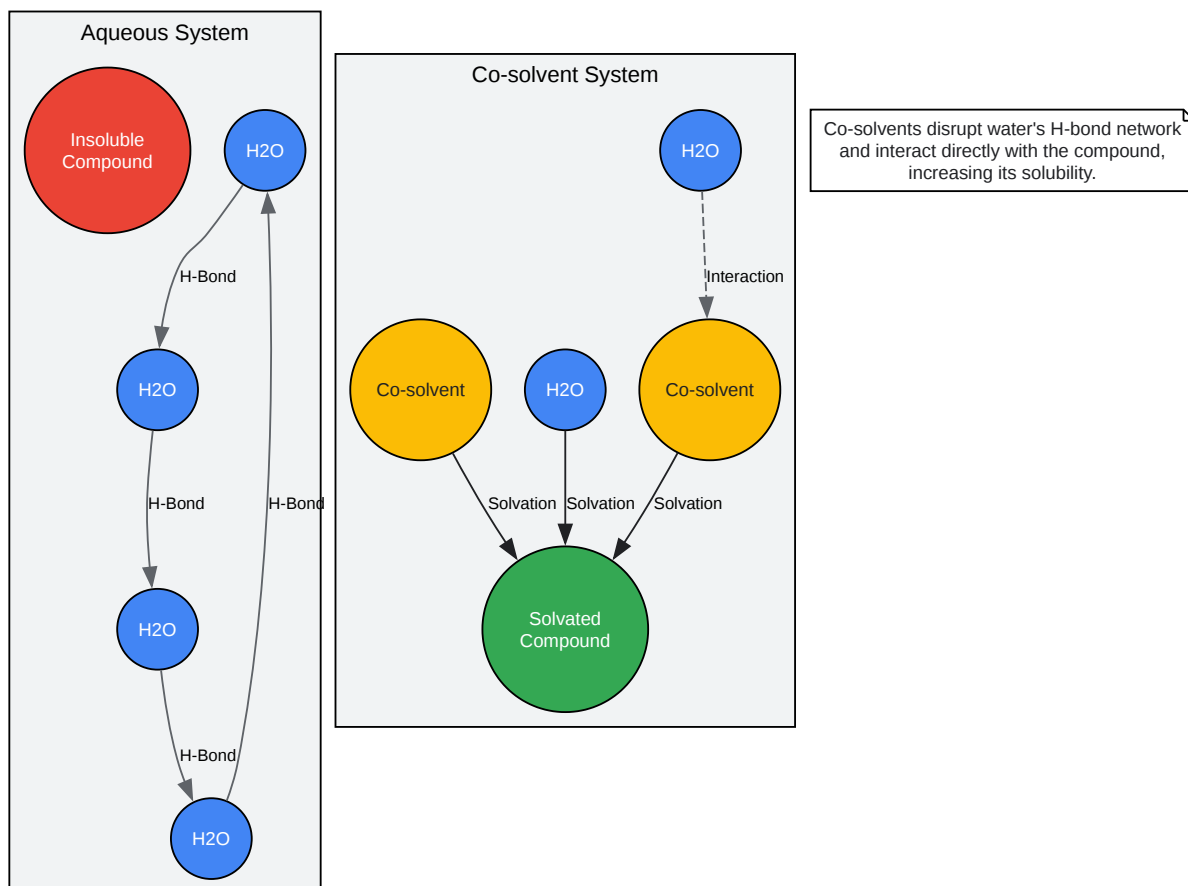 Aqueous System
Insoluble
Compound
H2O
H-Bond
H2O
H-Bond
H-Bond
H2O
H-Bond
H2O
Co-solvent System
H2O
Interaction
Co-solvent
H2O
Co-solvent
Solvation
Solvation
Solvation
Solvated
Compound
Co-solvents disrupt water's H-bond network
and interact directly with the compound,
increasing its solubility.